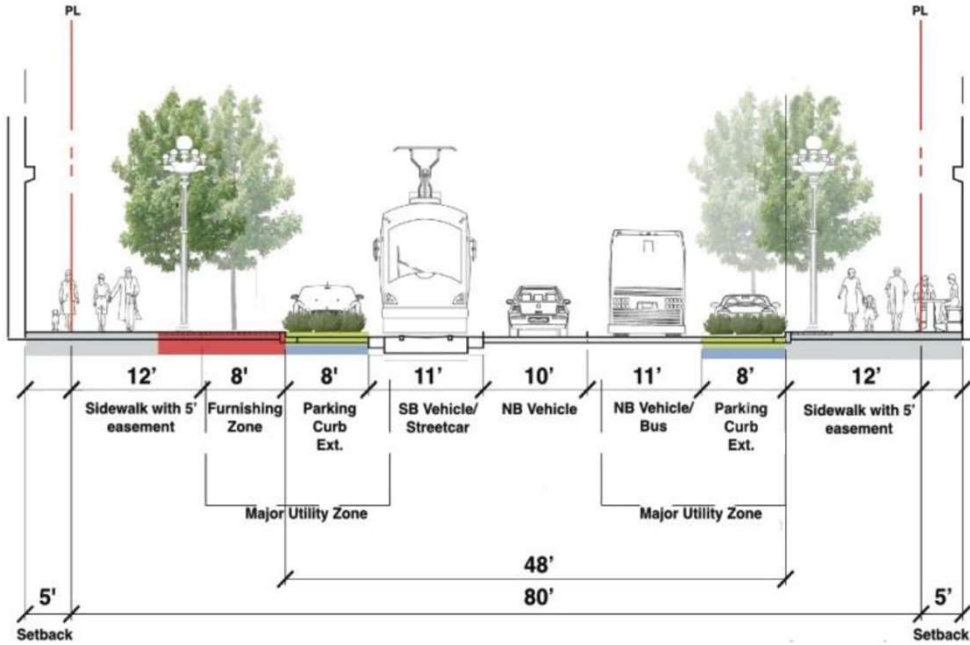 PL
PL
12'
8'
8'
11'
10'
11'
8'
12'
Sidewalk with 5'
easement
Furnishing
Zone
Parking
Curb
Ext.
SB Vehicle/
Streetcar
NB Vehicle
NB Vehicle/
Bus
Parking
Curb
Ext.
Sidewalk with 5'
easement
Major Utility Zone
Major Utility Zone
48'
5'
80'
5'
Setback
Setback